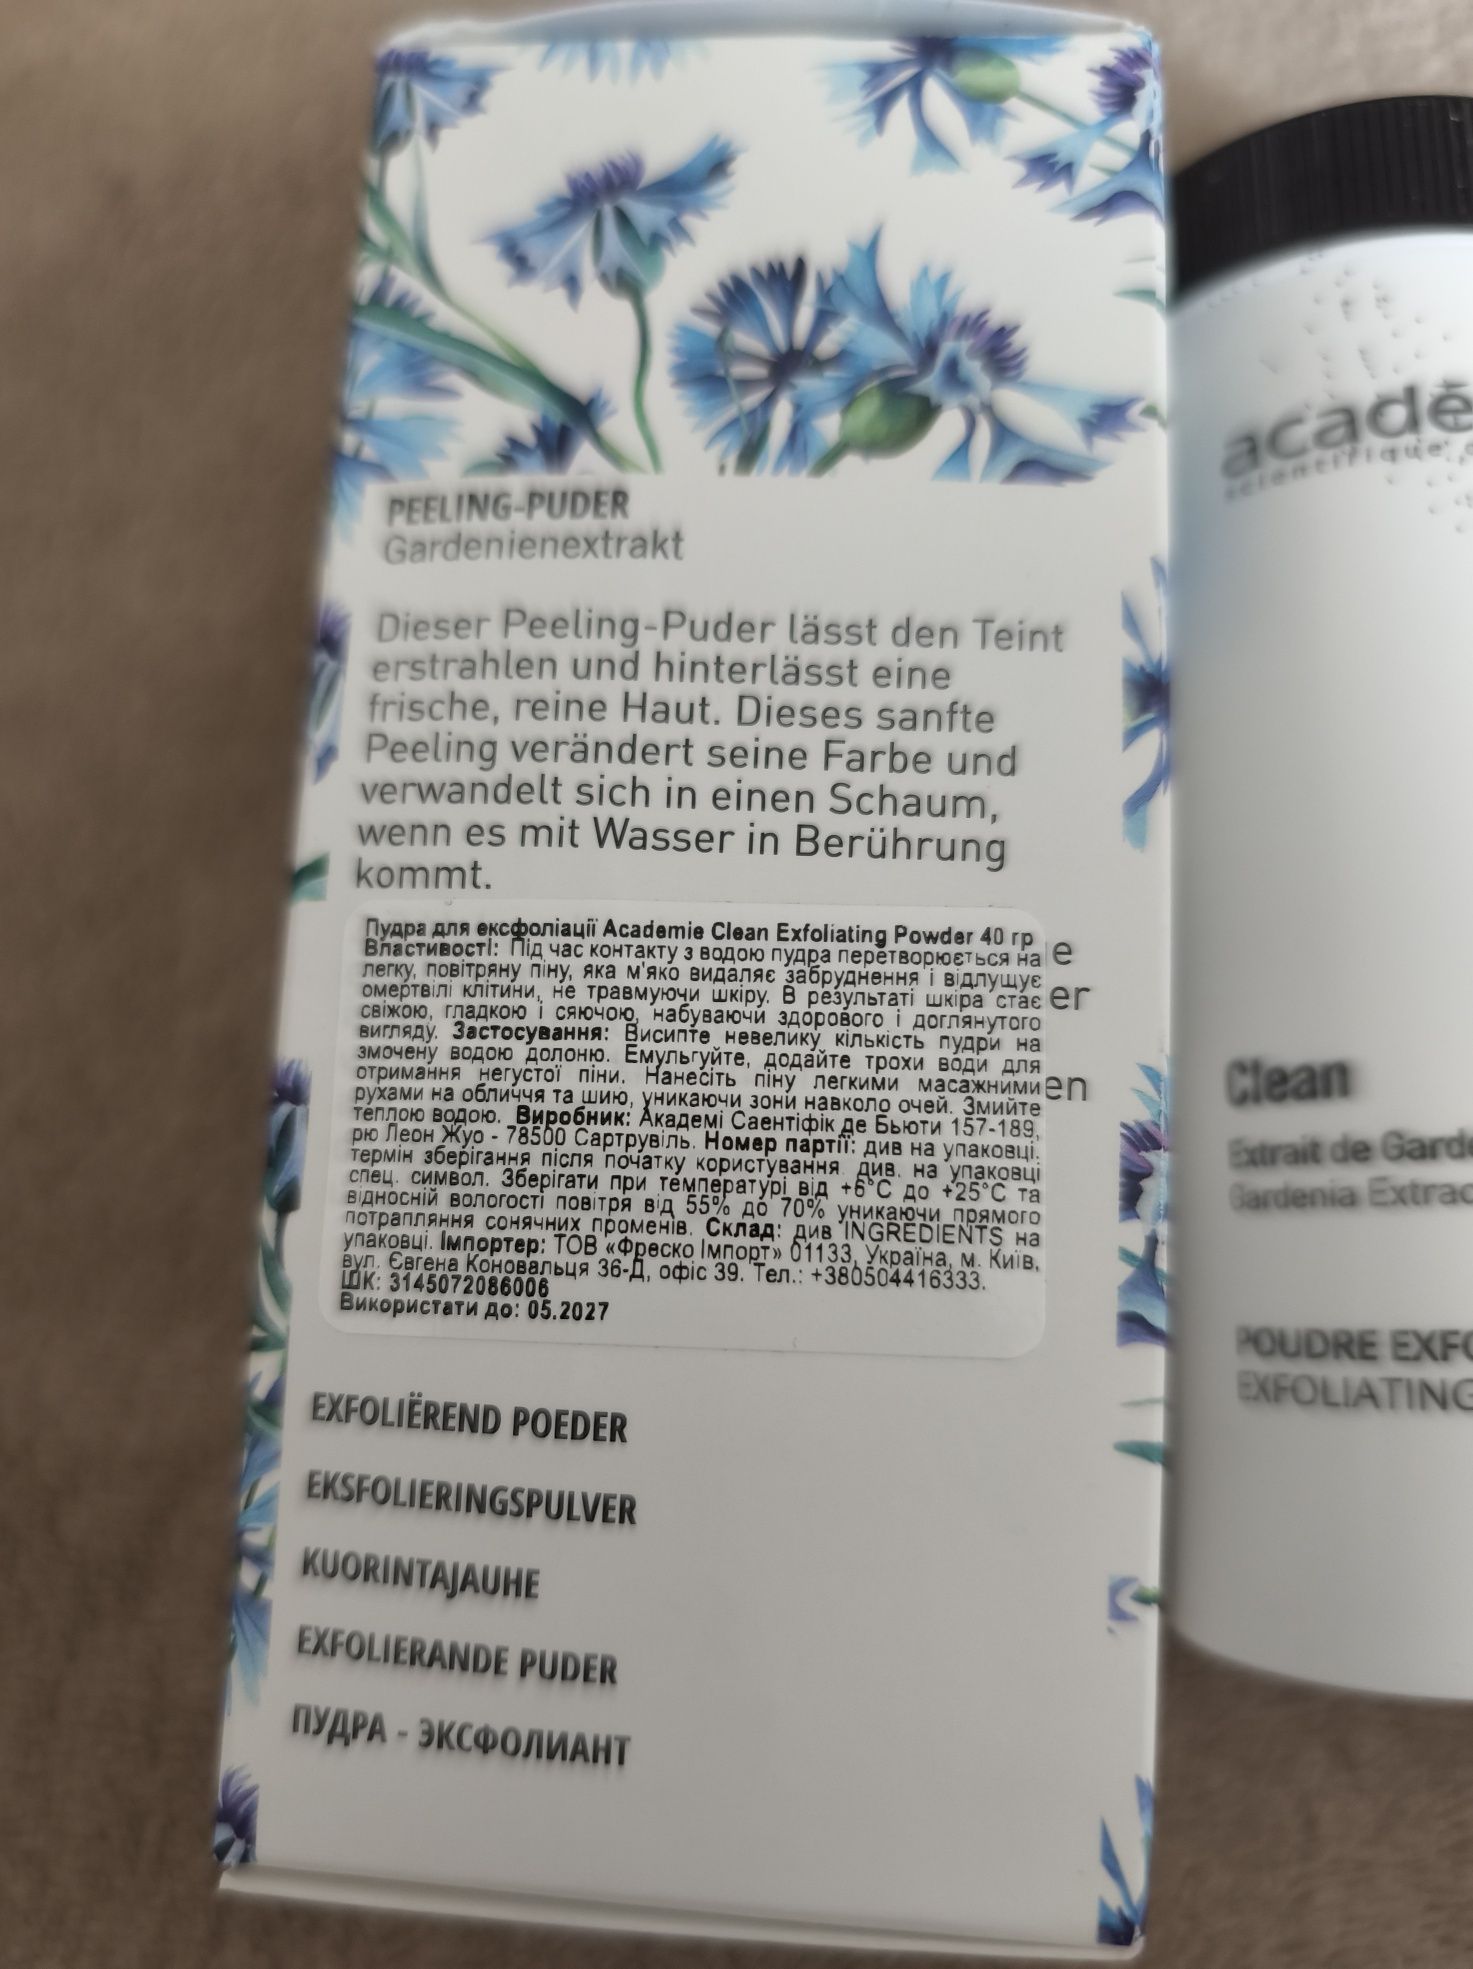 PEELING-PUDER
Gardenienextrakt
Dieser Peeling-Puder lässt den Teint
erstrahlen und hinterlässt eine
frische, reine Haut. Dieses sanfte
Peeling verändert seine Farbe und
verwandelt sich in einen Schaum,
wenn es mit Wasser in Berührung
kommt.
Пудра для ексфоліації Academie Clean Exfoliating Powder 40 гр
Властивості: Під час контакту з водою пудра перетворюється на
легку, повітряну піну, яка м'яко видаляє забруднення і відлущує
омертвілі клітини, не травмуючи шкіру. В результаті шкіра стає
свіжою, гладкою і сяючою, набуваючи здорового і доглянутого
вигляду. Застосування: Висипте невелику кількість пудри на
змочену водою долоню. Емульгуйте, додайте трохи води для
отримання негустої піни. Нанесіть піну легкими масажними
рухами на обличчя та шию, уникаючи зони навколо очей. Змийте
теплою водою. Виробник: Академі Саентіфік де Бьюти 157-189,
рю Леон Жуо - 78500 Сартрувіль. Номер партії: див на упаковці.
термін зберігання після початку користування див. на упаковці
спец. символ. Зберігати при температурі від +6°C до +25°C та
відносній вологості повітря від 55% до 70% уникаючи прямого
потрапляння сонячних променів. Склад: див INGREDIENTS на
упаковці. Імпортер: ТОВ «Фреско Імпорт» 01133, Україна, м. Київ,
вул. Євгена Коновальця 36-Д, офіс 39. Тел.: +380504416333.
ШК: 3145072086006
Використати до: 05.2027
e
er
en
EXFOLIËREND POEDER
EKSFOLIERINGSPULVER
KUORINTAJAUHE
EXFOLIERANDE PUDER
ПУДРА - ЭКСФОЛИАНТ
acadé
scientifique
Clean
Extrait de Garde
Gardenia Extrac
POUDRE EXFO
EXFOLIATING